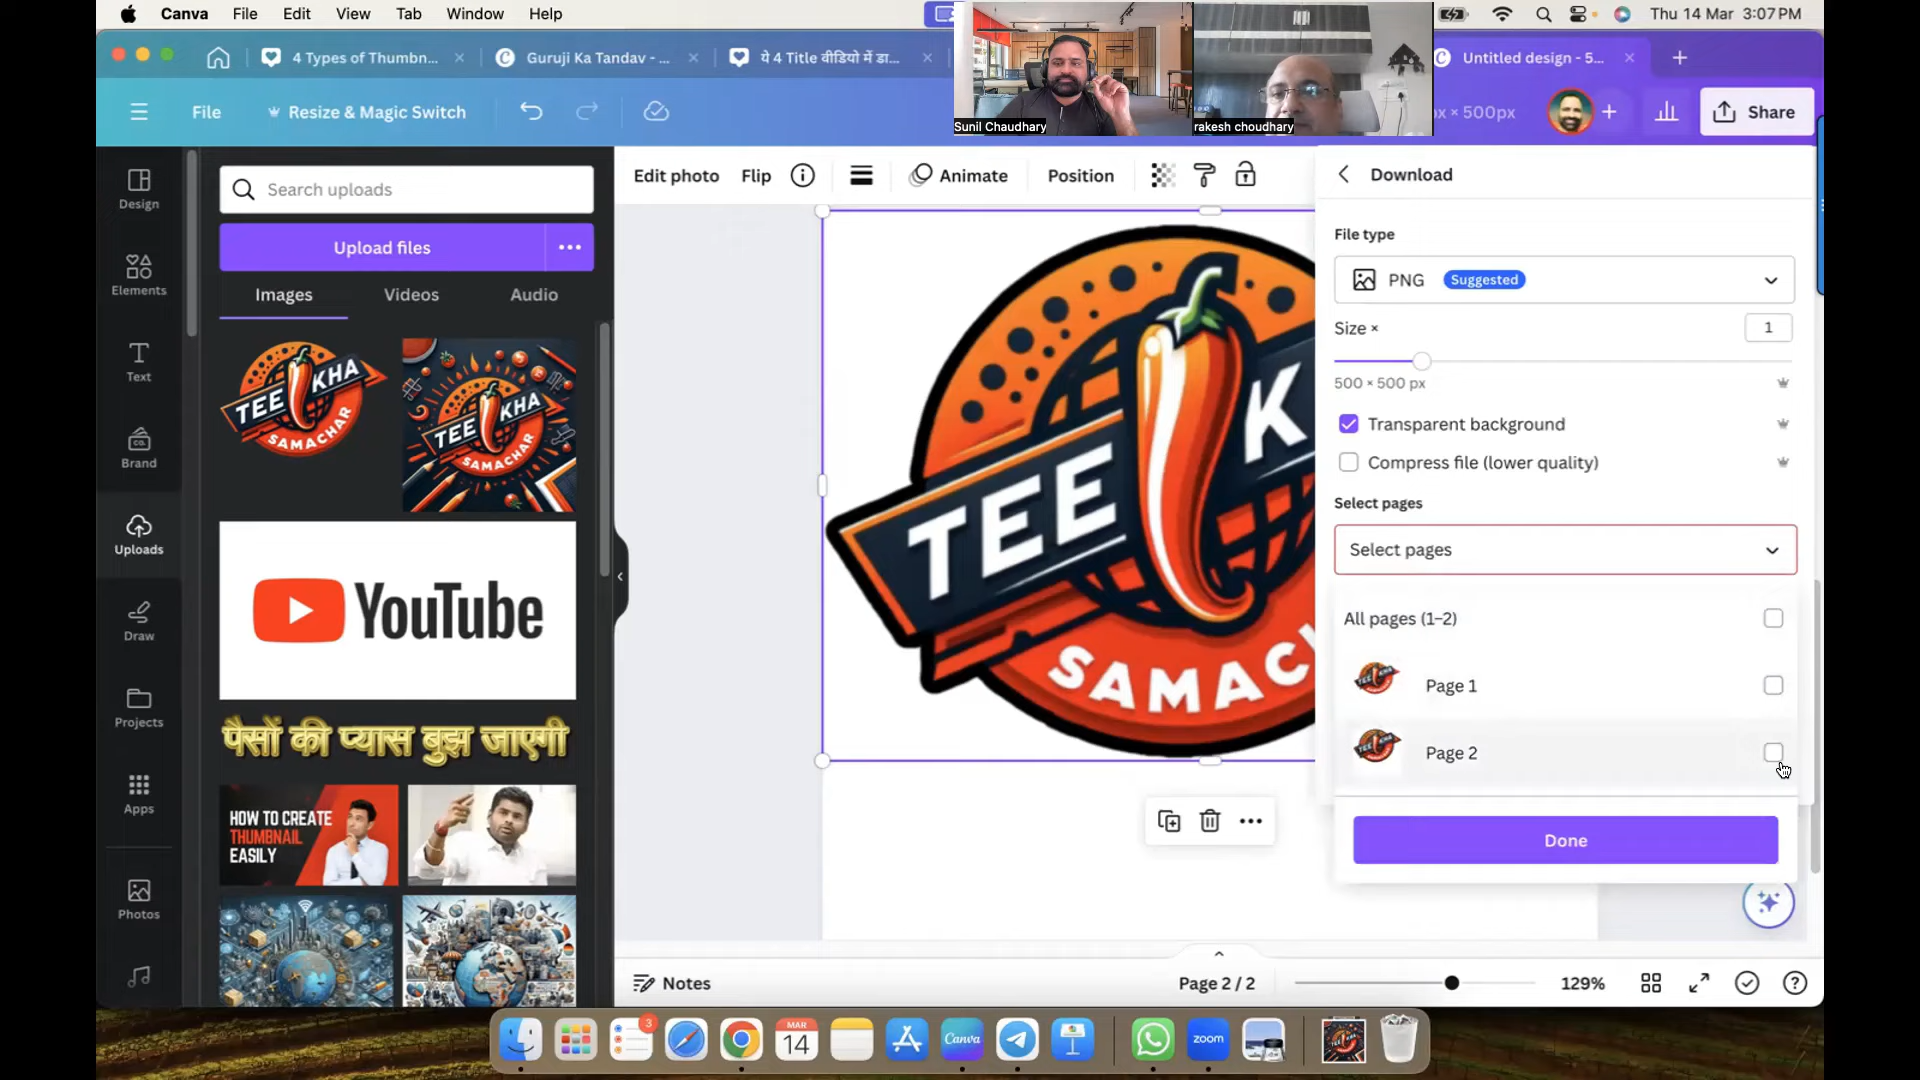 Canva File Edit View Tab Window Help
Thu 14 Mar 3:07 PM
4 Types of Thumbn...
Guruji Ka Tandav - ...
ये 4 Title वीडियो में डा...
Untitled design - 5...
File
Resize & Magic Switch
Sunil Chaudhary
rakesh choudhary
px × 500px
Share
Design
Elements
Text
Brand
Uploads
Draw
Projects
Apps
Photos
Search uploads
Upload files
Images Videos Audio
TEE KHA
SAMACHAR
TEE KHA
SAMACHAR
YouTube
पैसों की प्यास बुझ जाएगी
HOW TO CREATE
THUMBNAIL
EASILY
Edit photo Flip Animate Position
TEE K
SAMAC
Download
File type
PNG Suggested
Size × 1
500 × 500 px
Transparent background
Compress file (lower quality)
Select pages
Select pages
All pages (1–2)
Page 1
Page 2
Done
Notes
Page 2 / 2
129%
3
MAR
14
Canva
zoom